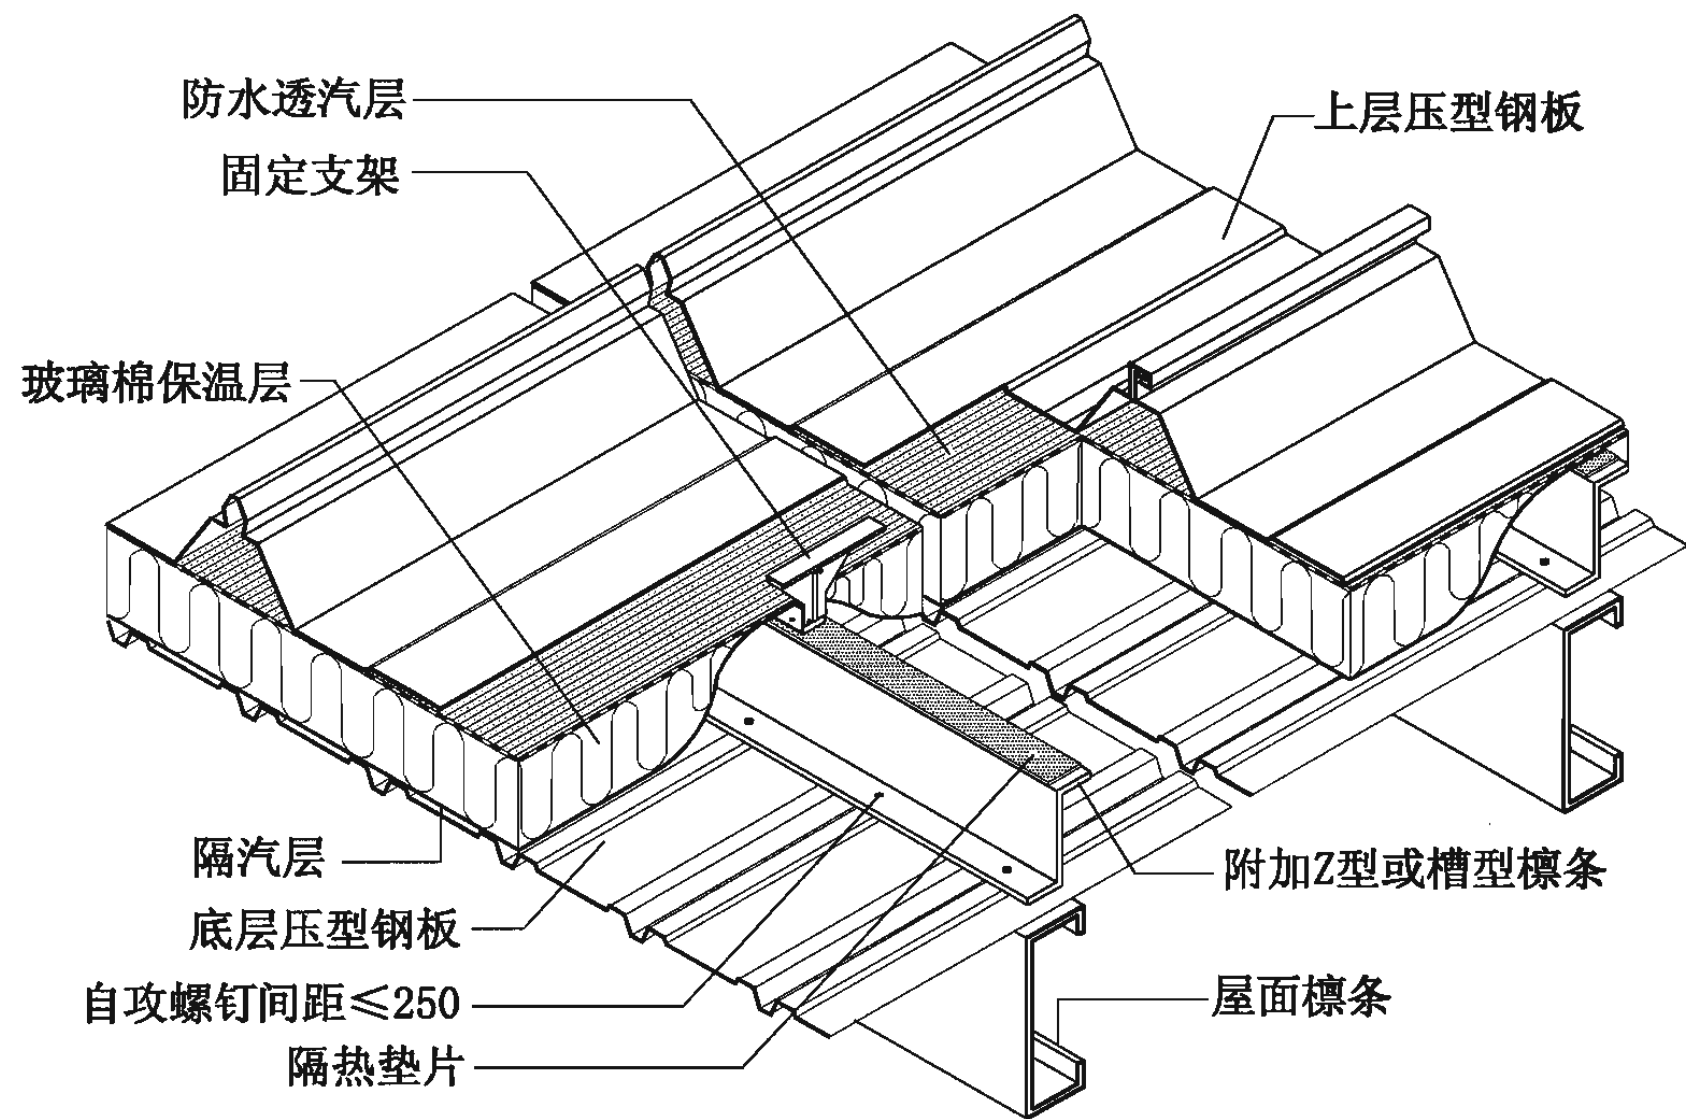 防水透汽层
上层压型钢板
固定支架
玻璃棉保温层
隔汽层
附加Z型或槽型檩条
底层压型钢板
自攻螺钉间距≤250
屋面檩条
隔热垫片